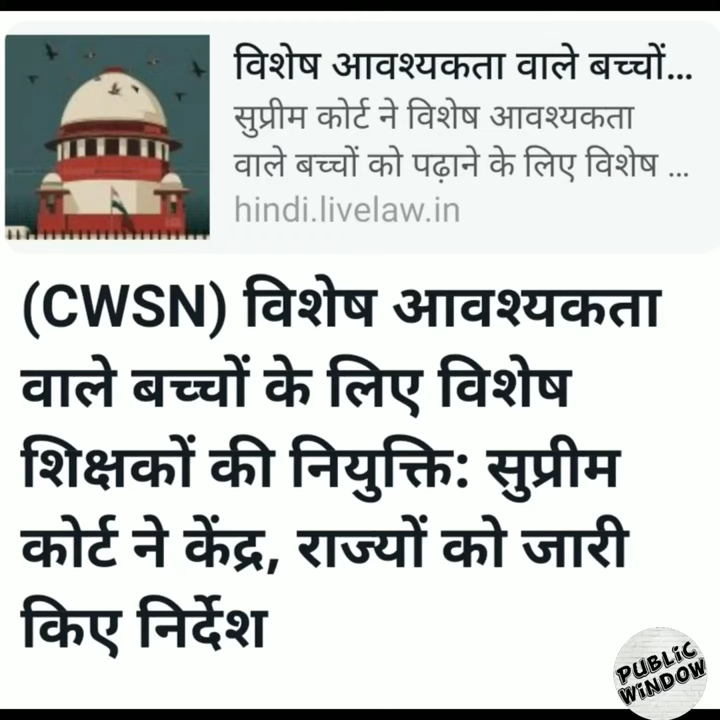 विशेष आवश्यकता वाले बच्चों...
सुप्रीम कोर्ट ने विशेष आवश्यकता
वाले बच्चों को पढ़ाने के लिए विशेष ...
hindi.livelaw.in
(CWSN) विशेष आवश्यकता
वाले बच्चों के लिए विशेष
शिक्षकों की नियुक्ति: सुप्रीम
कोर्ट ने केंद्र, राज्यों को जारी
किए निर्देश
PUBLiC
WiNDOW